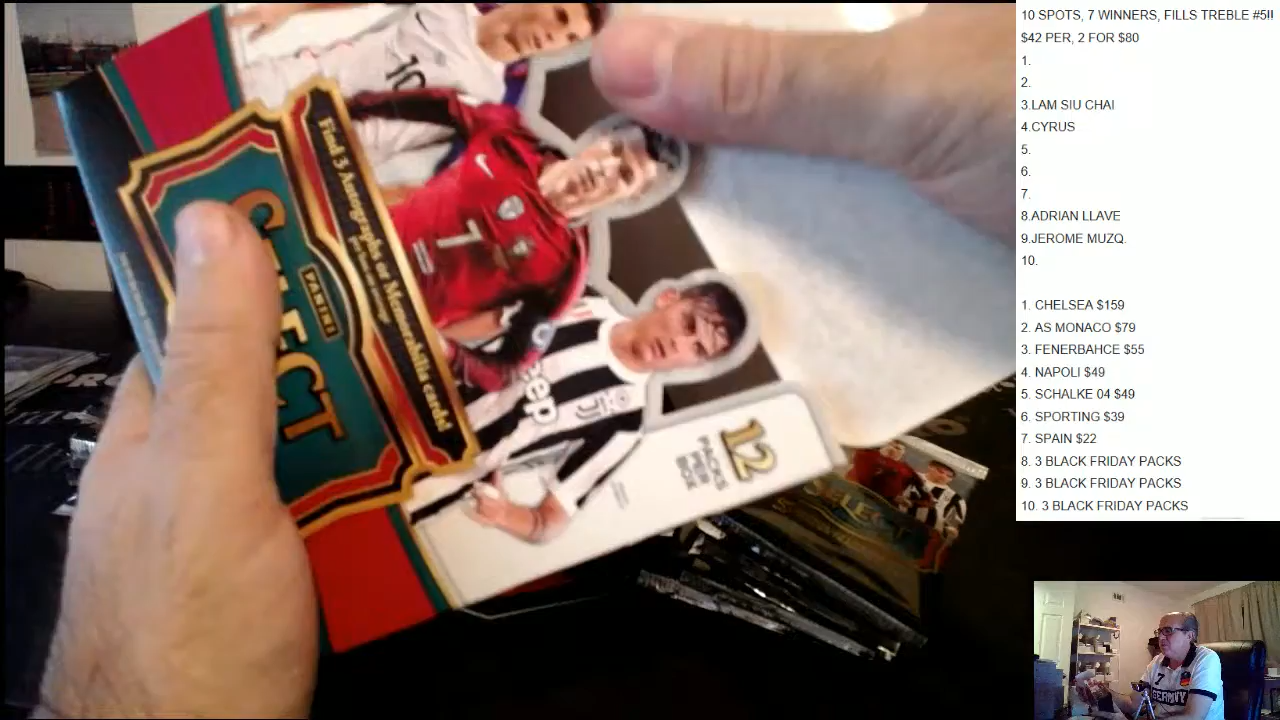 10 SPOTS, 7 WINNERS, FILLS TREBLE #5!!
$42 PER, 2 FOR $80
1.
2.
3.LAM SIU CHAI
4.CYRUS
5.
6.
7.
8.ADRIAN LLAVE
9.JEROME MUZQ.
10.
1. CHELSEA $159
2. AS MONACO $79
3. FENERBAHCE $55
4. NAPOLI $49
5. SCHALKE 04 $49
6. SPORTING $39
7. SPAIN $22
8. 3 BLACK FRIDAY PACKS
9. 3 BLACK FRIDAY PACKS
10. 3 BLACK FRIDAY PACKS
Find 3 Autographs or Memorabilia cards!
PANINI
SELECT
10
7
Jeep
12
PACKS
PER
BOX
SELECT
7
GERMANY